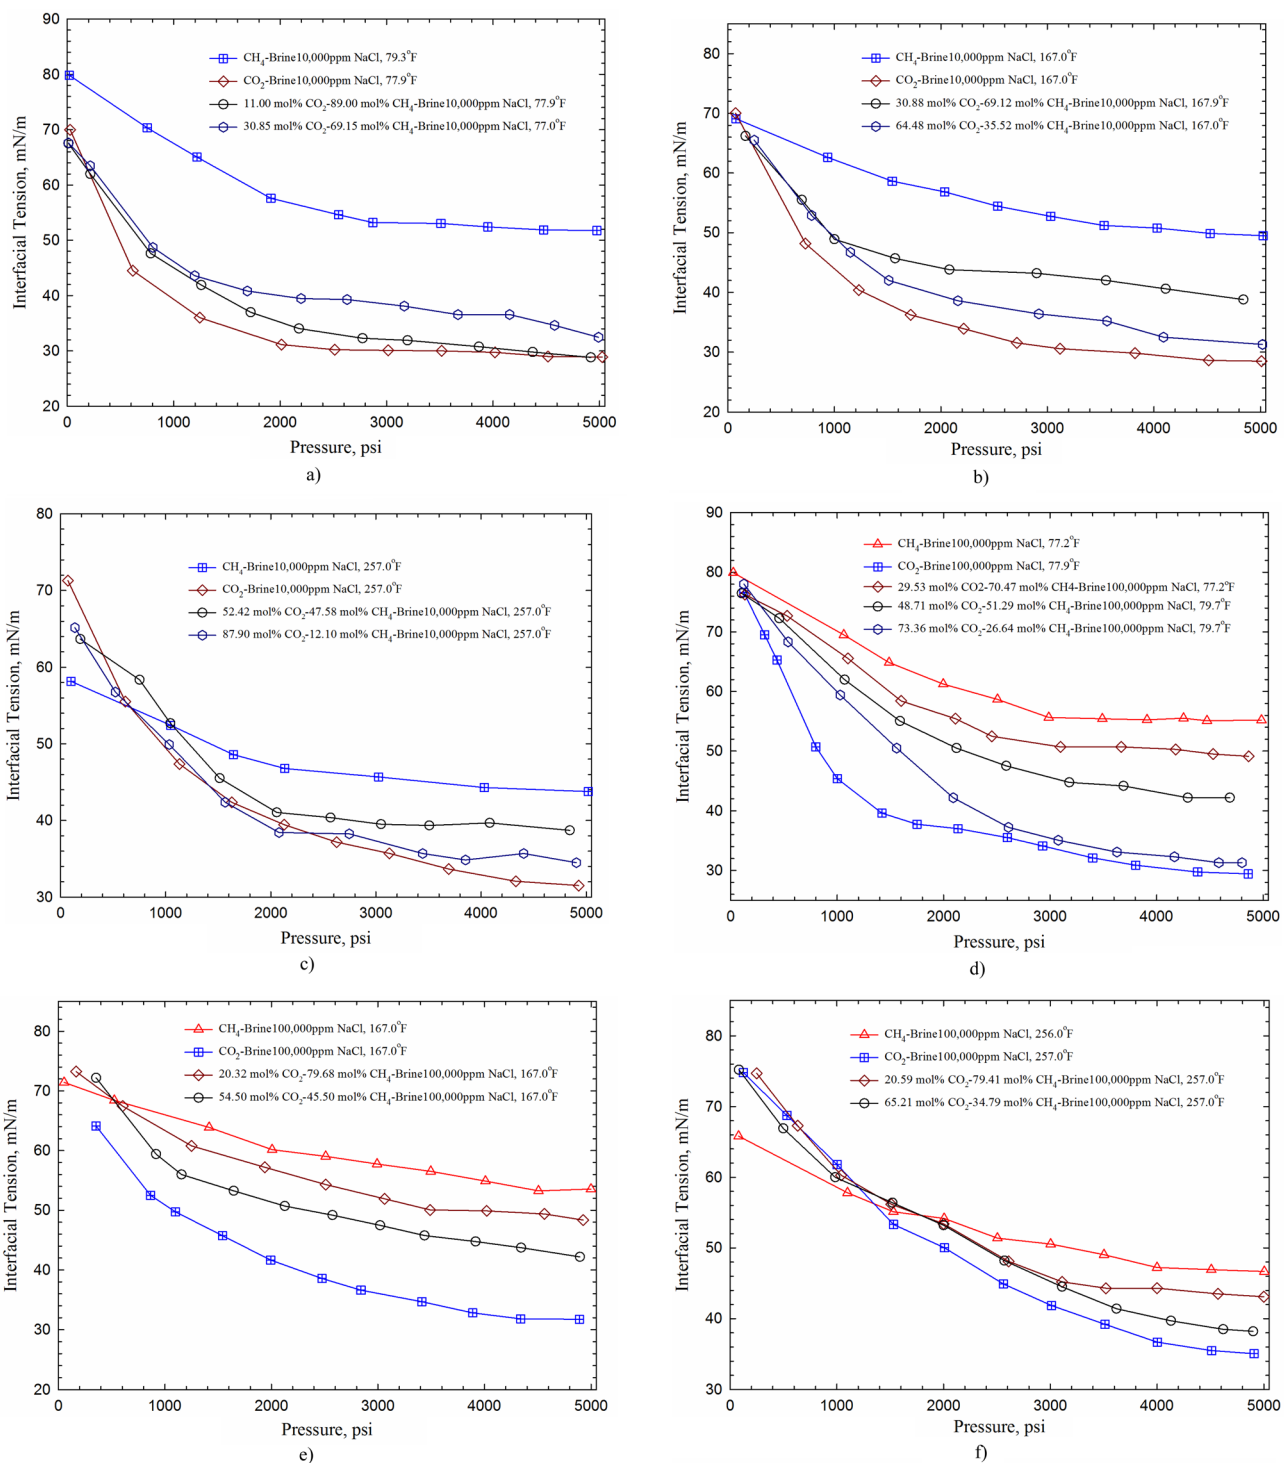 90
80
70
60
50
40
30
20
Interfacial Tension, mN/m
CH₄-Brine10,000ppm NaCl, 79.3°F
CO₂-Brine10,000ppm NaCl, 77.9°F
11.00 mol% CO₂-89.00 mol% CH₄-Brine10,000ppm NaCl, 77.9°F
30.85 mol% CO₂-69.15 mol% CH₄-Brine10,000ppm NaCl, 77.0°F
0 1000 2000 3000 4000 5000
Pressure, psi
a)
80
70
60
50
40
30
20
Interfacial Tension, mN/m
CH₄-Brine10,000ppm NaCl, 167.0°F
CO₂-Brine10,000ppm NaCl, 167.0°F
30.88 mol% CO₂-69.12 mol% CH₄-Brine10,000ppm NaCl, 167.9°F
64.48 mol% CO₂-35.52 mol% CH₄-Brine10,000ppm NaCl, 167.0°F
0 1000 2000 3000 4000 5000
Pressure, psi
b)
80
70
60
50
40
30
Interfacial Tension, mN/m
CH₄-Brine10,000ppm NaCl, 257.0°F
CO₂-Brine10,000ppm NaCl, 257.0°F
52.42 mol% CO₂-47.58 mol% CH₄-Brine10,000ppm NaCl, 257.0°F
87.90 mol% CO₂-12.10 mol% CH₄-Brine10,000ppm NaCl, 257.0°F
0 1000 2000 3000 4000 5000
Pressure, psi
c)
90
80
70
60
50
40
30
Interfacial Tension, mN/m
CH₄-Brine100,000ppm NaCl, 77.2°F
CO₂-Brine100,000ppm NaCl, 77.9°F
29.53 mol% CO2-70.47 mol% CH4-Brine100,000ppm NaCl, 77.2°F
48.71 mol% CO₂-51.29 mol% CH₄-Brine100,000ppm NaCl, 79.7°F
73.36 mol% CO₂-26.64 mol% CH₄-Brine100,000ppm NaCl, 79.7°F
0 1000 2000 3000 4000 5000
Pressure, psi
d)
80
70
60
50
40
30
20
Interfacial Tension, mN/m
CH₄-Brine100,000ppm NaCl, 167.0°F
CO₂-Brine100,000ppm NaCl, 167.0°F
20.32 mol% CO₂-79.68 mol% CH₄-Brine100,000ppm NaCl, 167.0°F
54.50 mol% CO₂-45.50 mol% CH₄-Brine100,000ppm NaCl, 167.0°F
0 1000 2000 3000 4000 5000
Pressure, psi
e)
80
70
60
50
40
30
Interfacial Tension, mN/m
CH₄-Brine100,000ppm NaCl, 256.0°F
CO₂-Brine100,000ppm NaCl, 257.0°F
20.59 mol% CO₂-79.41 mol% CH₄-Brine100,000ppm NaCl, 257.0°F
65.21 mol% CO₂-34.79 mol% CH₄-Brine100,000ppm NaCl, 257.0°F
0 1000 2000 3000 4000 5000
Pressure, psi
f)